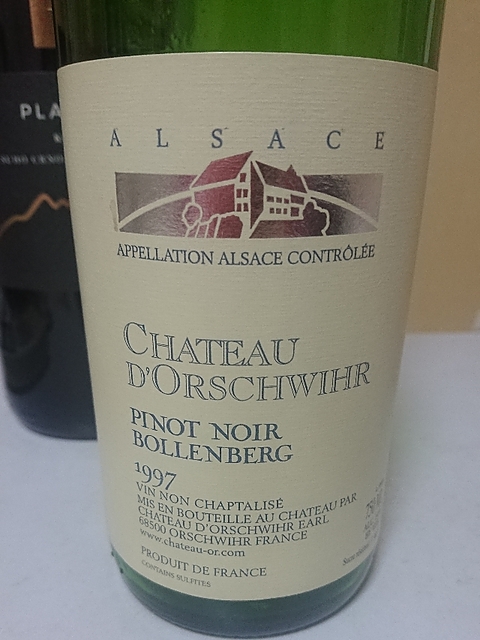 PLA
ALSACE
APPELLATION ALSACE CONTRÔLÉE
CHATEAU
D'ORSCHWIHR
PINOT NOIR
BOLLENBERG
1997
VIN NON CHAPTALISÉ
MIS EN BOUTEILLE AU CHATEAU PAR
CHATEAU D'ORSCHWIHR EARL
68500 ORSCHWIHR FRANCE
www.chateau-or.com
PRODUIT DE FRANCE
CONTAINS SULFITES